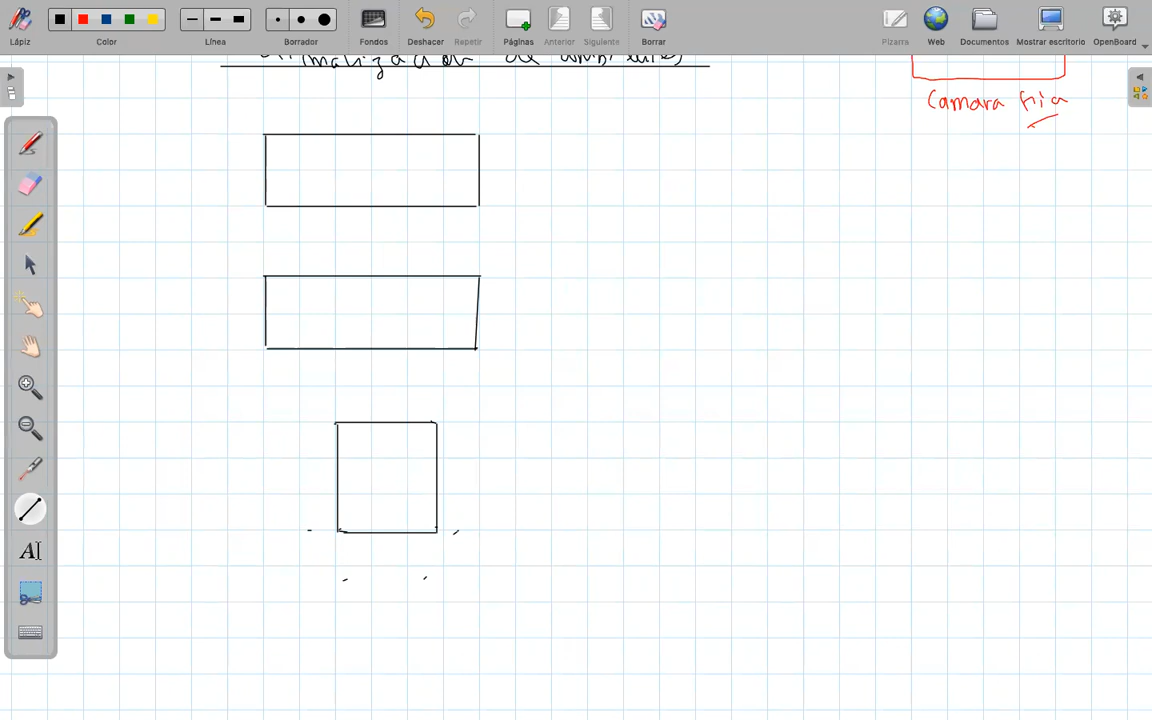 Lápiz Color Línea Borrador Fondos Deshacer Repetir Páginas Anterior Siguiente Borrar Pizarra Web Documentos Mostrar escritorio OpenBoard
de
Camara fria
A